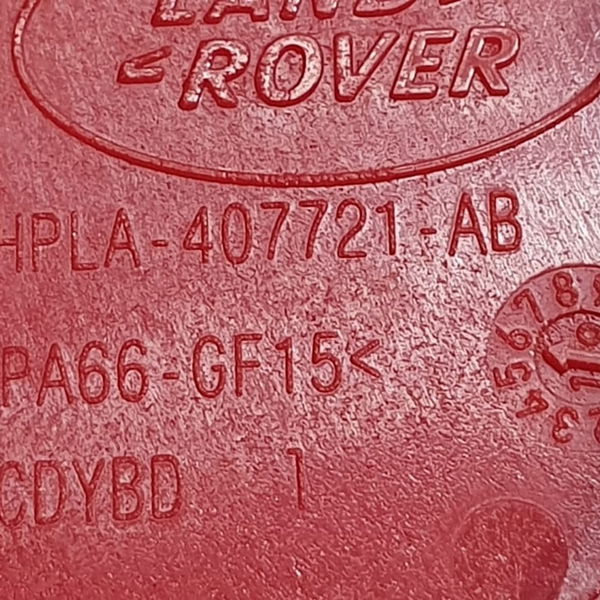 LAND
ROVER
HPLA-407721-AB
PA66-GF15<
CDYBD 1